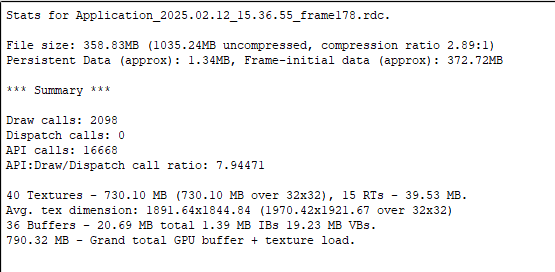 Stats for Application_2025.02.12_15.36.55_frame178.rdc.
File size: 358.83MB (1035.24MB uncompressed, compression ratio 2.89:1)
Persistent Data (approx): 1.34MB, Frame-initial data (approx): 372.72MB
*** Summary ***
Draw calls: 2098
Dispatch calls: 0
API calls: 16668
API:Draw/Dispatch call ratio: 7.94471
40 Textures - 730.10 MB (730.10 MB over 32x32), 15 RTs - 39.53 MB.
Avg. tex dimension: 1891.64x1844.84 (1970.42x1921.67 over 32x32)
36 Buffers - 20.69 MB total 1.39 MB IBs 19.23 MB VBs.
790.32 MB - Grand total GPU buffer + texture load.